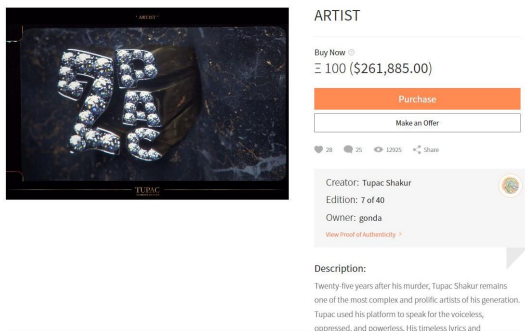 ' ARTIST '
2PAC
TUPAC
ARTIST
Buy Now
Ξ 100 ($261,885.00)
Purchase
Make an Offer
28 25 12925 Share
Creator: Tupac Shakur
Edition: 7 of 40
Owner: gonda
View Proof of Authenticity >
Description:
Twenty-five years after his murder, Tupac Shakur remains
one of the most complex and prolific artists of his generation.
Tupac used his platform to speak for the voiceless,
oppressed, and powerless. His timeless lyrics and